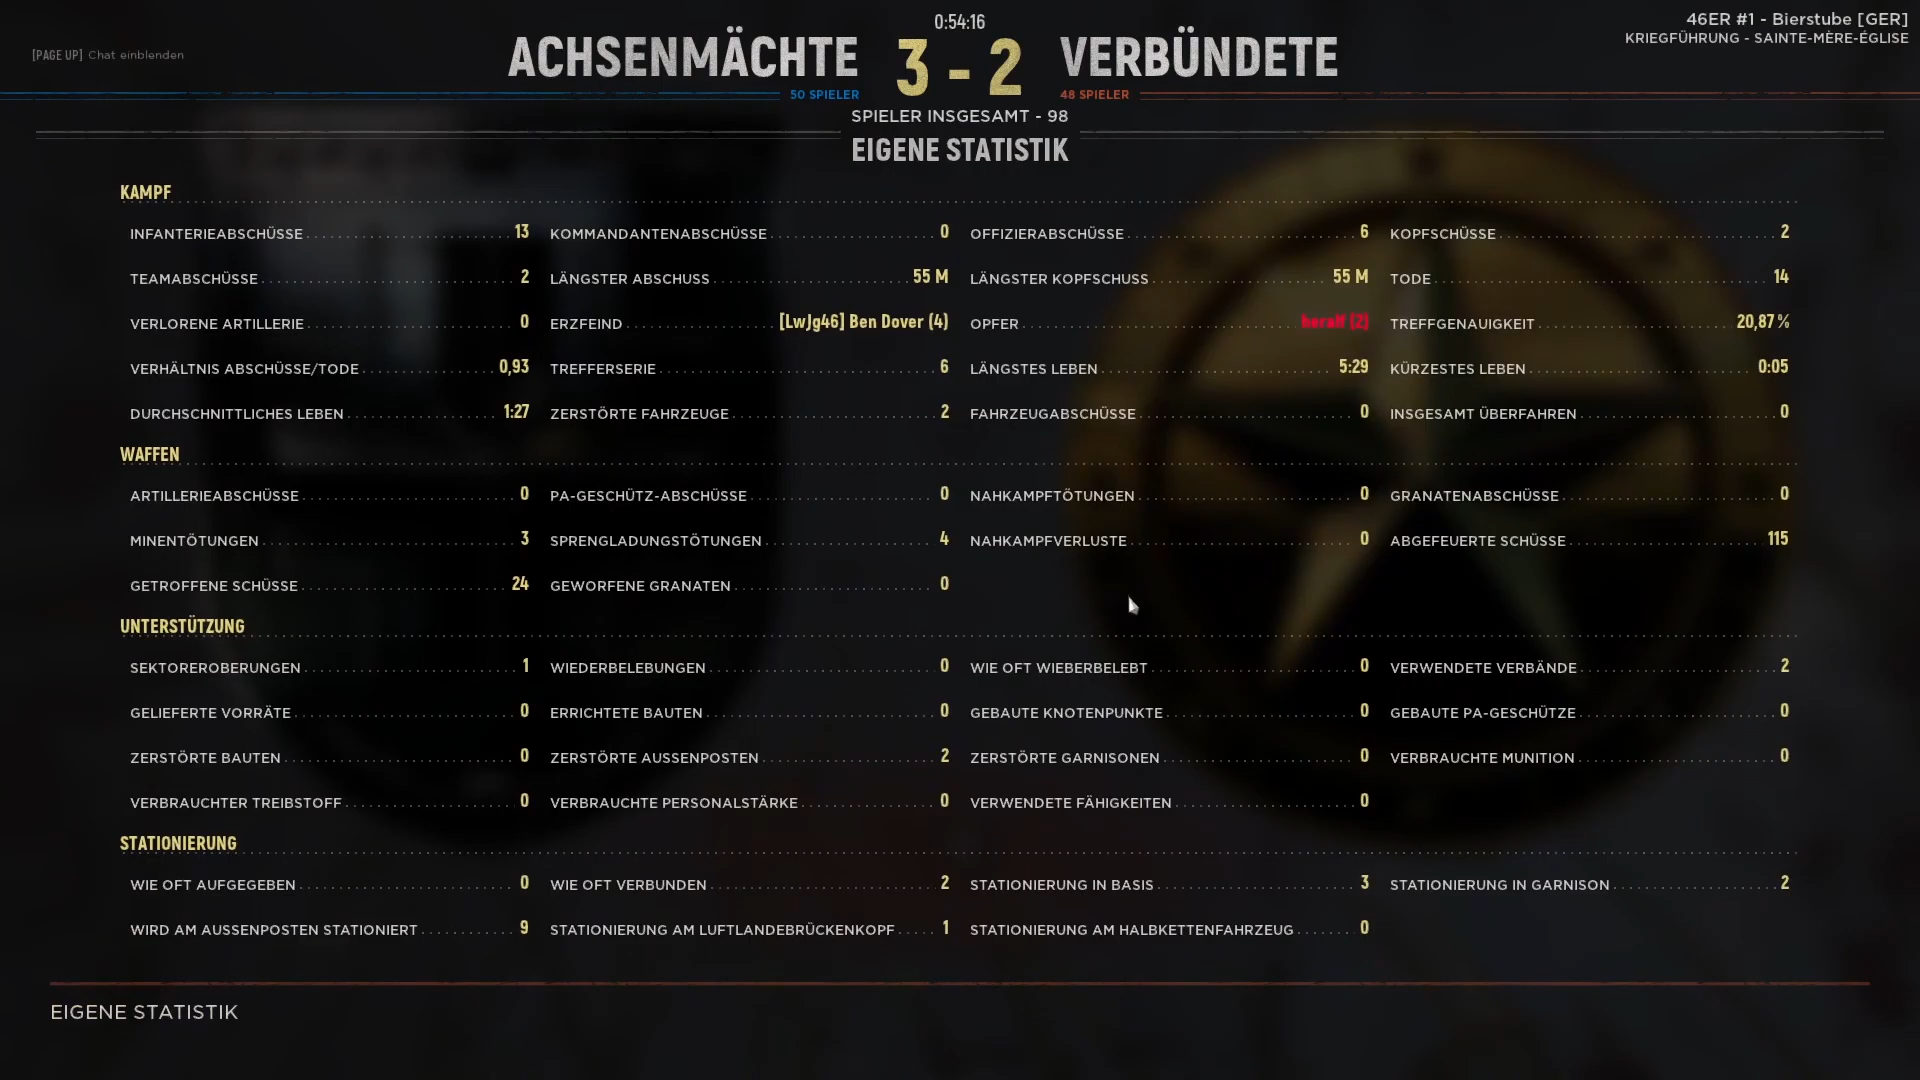 0:54:16
46ER #1 - Bierstube [GER]
KRIEGFÜHRUNG - SAINTE-MÈRE-ÉGLISE
[PAGE UP] Chat einblenden
ACHSENMÄCHTE 3 - 2 VERBÜNDETE
50 SPIELER 48 SPIELER
SPIELER INSGESAMT - 98
EIGENE STATISTIK
KAMPF
INFANTERIEABSCHÜSSE 13 KOMMANDANTENABSCHÜSSE 0 OFFIZIERABSCHÜSSE 6 KOPFSCHÜSSE 2
TEAMABSCHÜSSE 2 LÄNGSTER ABSCHUSS 55 M LÄNGSTER KOPFSCHUSS 55 M TODE 14
VERLORENE ARTILLERIE 0 ERZFEIND [LwJg46] Ben Dover (4) OPFER [2] TREFFGENAUIGKEIT 20,87 %
VERHÄLTNIS ABSCHÜSSE/TODE 0,93 TREFFERSERIE 6 LÄNGSTES LEBEN 5:29 KÜRZESTES LEBEN 0:05
DURCHSCHNITTLICHES LEBEN 1:27 ZERSTÖRTE FAHRZEUGE 2 FAHRZEUGABSCHÜSSE 0 INSGESAMT ÜBERFAHREN 0
WAFFEN
ARTILLERIEABSCHÜSSE 0 PA-GESCHÜTZ-ABSCHÜSSE 0 NAHKAMPFTÖTUNGEN 0 GRANATENABSCHÜSSE 0
MINENTÖTUNGEN 3 SPRENGLADUNGSTÖTUNGEN 4 NAHKAMPFVERLUSTE 0 ABGEFEUERTE SCHÜSSE 115
GETROFFENE SCHÜSSE 24 GEWORFENE GRANATEN 0
UNTERSTÜTZUNG
SEKTOREROBERUNGEN 1 WIEDERBELEBUNGEN 0 WIE OFT WIEBERBELEBT 0 VERWENDETE VERBÄNDE 2
GELIEFERTE VORRÄTE 0 ERRICHTETE BAUTEN 0 GEBAUTE KNOTENPUNKTE 0 GEBAUTE PA-GESCHÜTZE 0
ZERSTÖRTE BAUTEN 0 ZERSTÖRTE AUSSENPOSTEN 2 ZERSTÖRTE GARNISONEN 0 VERBRAUCHTE MUNITION 0
VERBRAUCHTER TREIBSTOFF 0 VERBRAUCHTE PERSONALSTÄRKE 0 VERWENDETE FÄHIGKEITEN 0
STATIONIERUNG
WIE OFT AUFGEGEBEN 0 WIE OFT VERBUNDEN 2 STATIONIERUNG IN BASIS 3 STATIONIERUNG IN GARNISON 2
WIRD AM AUSSENPOSTEN STATIONIERT 9 STATIONIERUNG AM LUFTLANDEBRÜCKENKOPF 1 STATIONIERUNG AM HALBKETTENFAHRZEUG 0
EIGENE STATISTIK